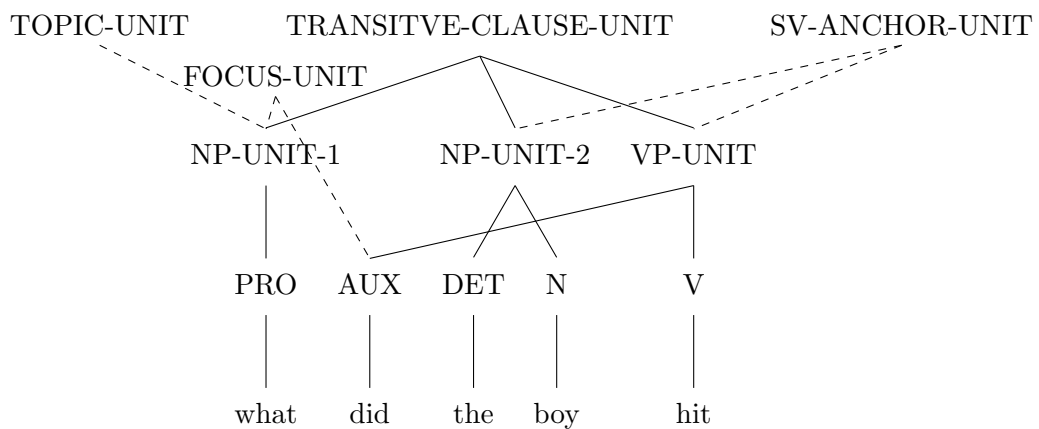 TOPIC-UNIT TRANSITVE-CLAUSE-UNIT SV-ANCHOR-UNIT
FOCUS-UNIT
NP-UNIT-1 NP-UNIT-2 VP-UNIT
PRO AUX DET N V
what did the boy hit